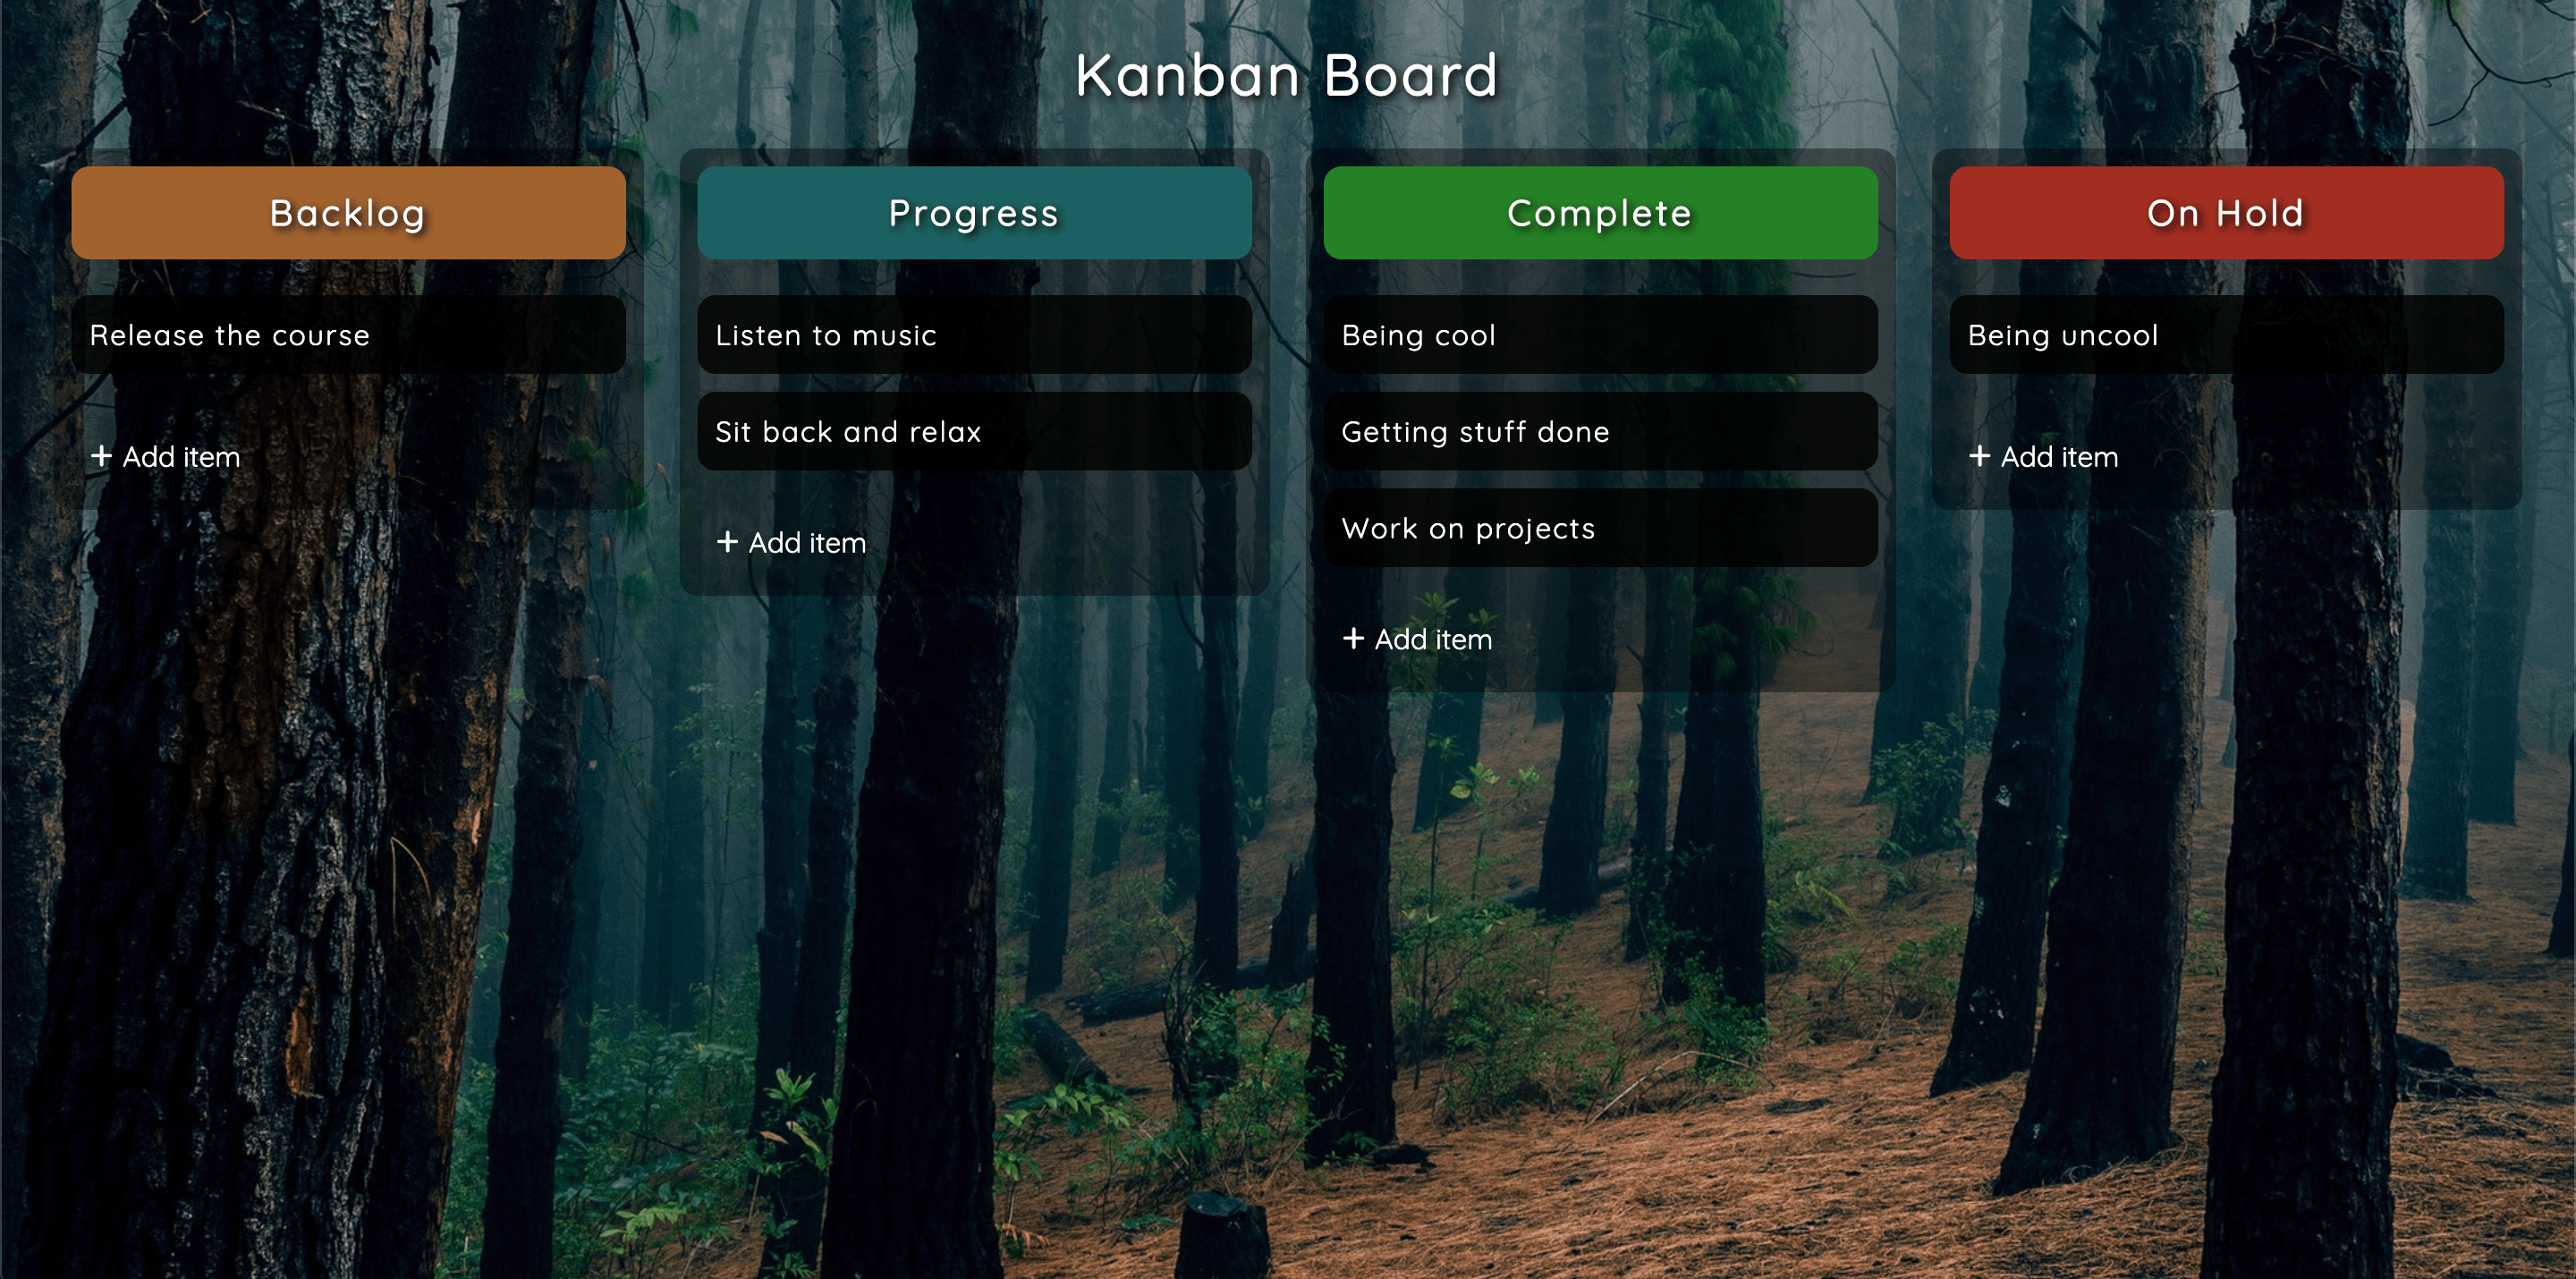 Kanban Board
Backlog
Release the course
+ Add item
Progress
Listen to music
Sit back and relax
+ Add item
Complete
Being cool
Getting stuff done
Work on projects
+ Add item
On Hold
Being uncool
+ Add item